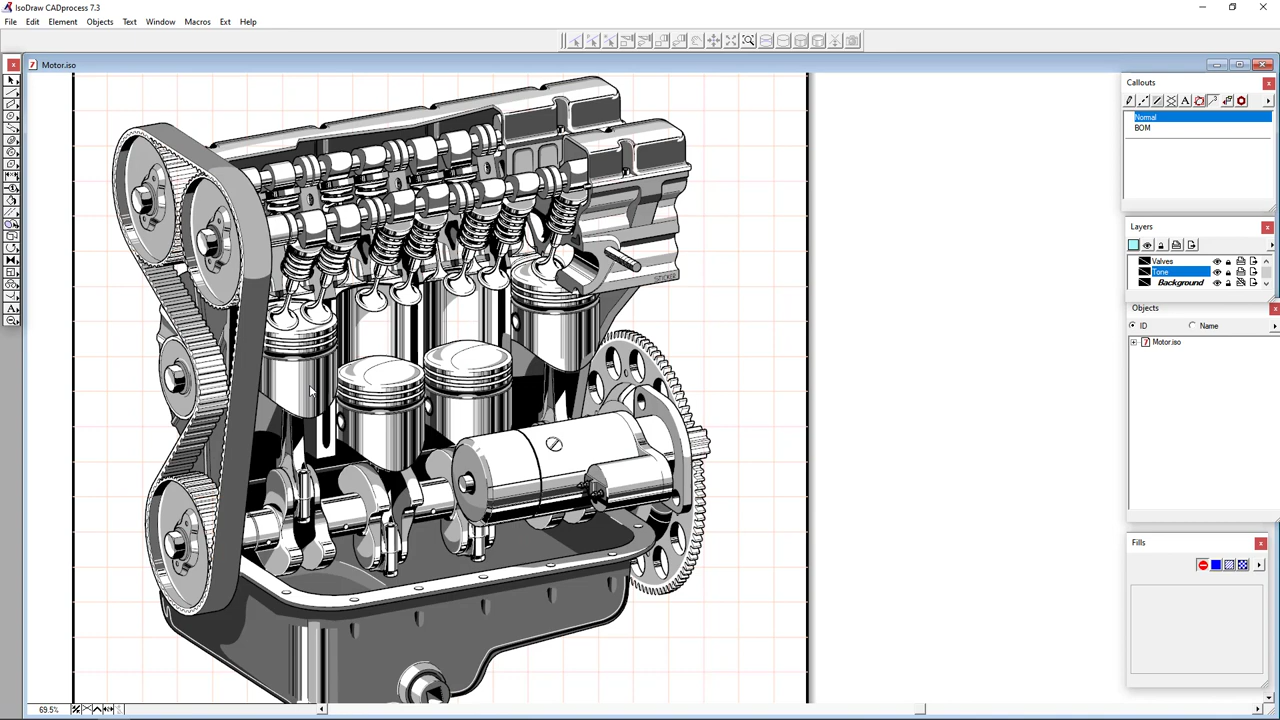 IsoDraw CADprocess 7.3
File Edit Element Objects Text Window Macros Ext Help
Motor.iso
Callouts
Normal
BOM
Layers
Valves
Tone
Background
Objects
ID Name
Motor.iso
Fills
69.5%